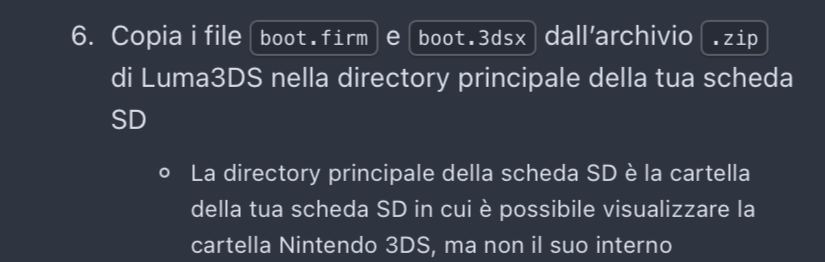 6. Copia i file boot.firm e boot.3dsx dall’archivio .zip
di Luma3DS nella directory principale della tua scheda
SD
La directory principale della scheda SD è la cartella
della tua scheda SD in cui è possibile visualizzare la
cartella Nintendo 3DS, ma non il suo interno